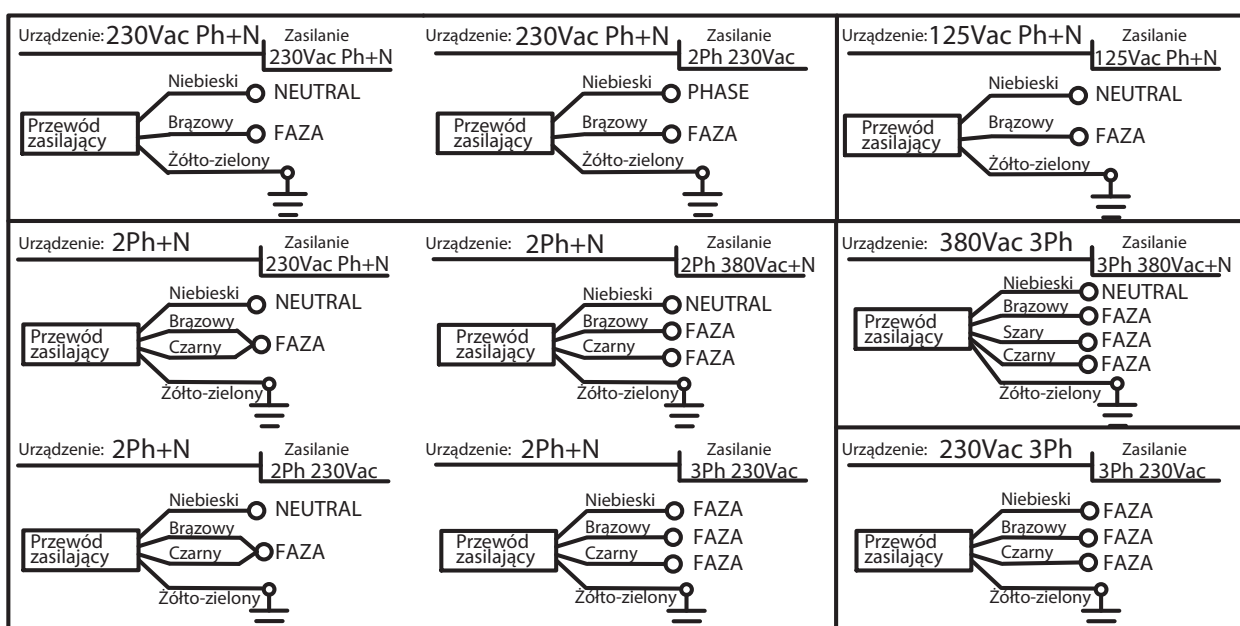 Urządzenie: 230Vac Ph+N Zasilanie
230Vac Ph+N
Niebieski NEUTRAL
Brązowy FAZA
Przewód
zasilający
Żółto-zielony
Urządzenie: 230Vac Ph+N Zasilanie
2Ph 230Vac
Niebieski PHASE
Brązowy FAZA
Przewód
zasilający
Żółto-zielony
Urządzenie: 125Vac Ph+N Zasilanie
125Vac Ph+N
Niebieski NEUTRAL
Brązowy FAZA
Przewód
zasilający
Żółto-zielony
Urządzenie: 2Ph+N Zasilanie
230Vac Ph+N
Niebieski NEUTRAL
Brązowy
Przewód
zasilający
Czarny FAZA
Żółto-zielony
Urządzenie: 2Ph+N Zasilanie
2Ph 380Vac+N
Niebieski NEUTRAL
Brązowy FAZA
Przewód
zasilający
Czarny FAZA
Żółto-zielony
Urządzenie: 380Vac 3Ph Zasilanie
3Ph 380Vac+N
Niebieski NEUTRAL
Brązowy FAZA
Przewód
zasilający
Szary FAZA
Czarny FAZA
Żółto-zielony
Urządzenie: 2Ph+N Zasilanie
2Ph 230Vac
Niebieski NEUTRAL
Brązowy
Przewód
zasilający
Czarny FAZA
Żółto-zielony
Urządzenie: 2Ph+N Zasilanie
3Ph 230Vac
Niebieski FAZA
Brązowy FAZA
Przewód
zasilający
Czarny FAZA
Żółto-zielony
Urządzenie: 230Vac 3Ph Zasilanie
3Ph 230Vac
Niebieski FAZA
Brązowy FAZA
Przewód
zasilający
Czarny FAZA
Żółto-zielony